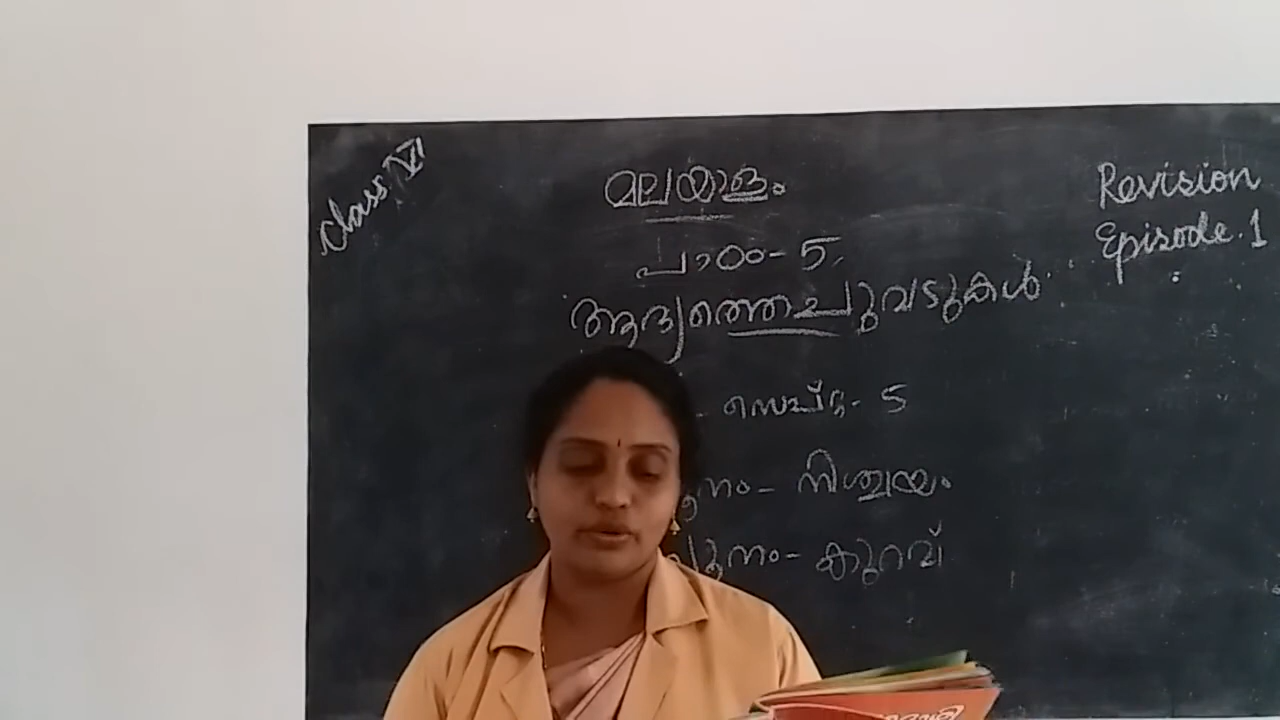 Class VI
മലയാളം
Revision
Episode.1
പാഠം- 5
ആദ്യത്തെചുവടുകൾ
5
നിശ്ചയം
കുറവ്